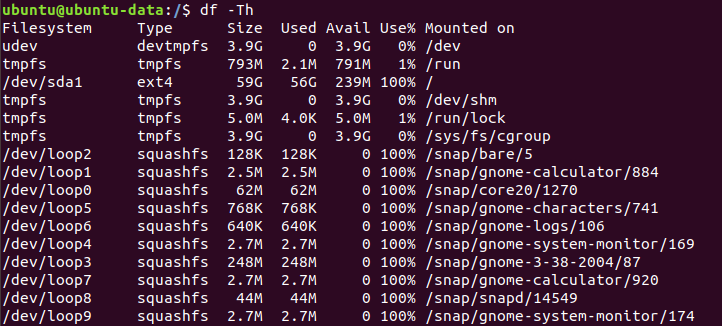 ubuntu@ubuntu-data:/$ df -Th
Filesystem     Type      Size  Used Avail Use% Mounted on
udev           devtmpfs  3.9G     0  3.9G   0% /dev
tmpfs          tmpfs     793M  2.1M  791M   1% /run
/dev/sda1      ext4       59G   56G  239M 100% /
tmpfs          tmpfs     3.9G     0  3.9G   0% /dev/shm
tmpfs          tmpfs     5.0M  4.0K  5.0M   1% /run/lock
tmpfs          tmpfs     3.9G     0  3.9G   0% /sys/fs/cgroup
/dev/loop2     squashfs  128K  128K     0 100% /snap/bare/5
/dev/loop1     squashfs  2.5M  2.5M     0 100% /snap/gnome-calculator/884
/dev/loop0     squashfs   62M   62M     0 100% /snap/core20/1270
/dev/loop5     squashfs  768K  768K     0 100% /snap/gnome-characters/741
/dev/loop6     squashfs  640K  640K     0 100% /snap/gnome-logs/106
/dev/loop4     squashfs  2.7M  2.7M     0 100% /snap/gnome-system-monitor/169
/dev/loop3     squashfs  248M  248M     0 100% /snap/gnome-3-38-2004/87
/dev/loop7     squashfs  2.7M  2.7M     0 100% /snap/gnome-calculator/920
/dev/loop8     squashfs   44M   44M     0 100% /snap/snapd/14549
/dev/loop9     squashfs  2.7M  2.7M     0 100% /snap/gnome-system-monitor/174